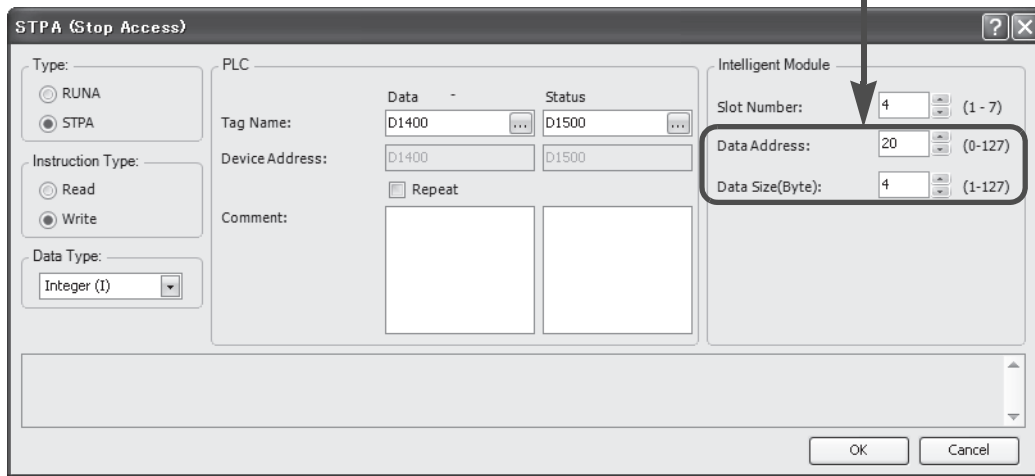 STPA (Stop Access)
Type:
RUNA
STPA
Instruction Type:
Read
Write
Data Type:
Integer (I)
PLC
Data - Status
Tag Name: D1400 ... D1500 ...
Device Address: D1400 D1500
Repeat
Comment:
Intelligent Module
Slot Number: 4 (1 - 7)
Data Address: 20 (0-127)
Data Size(Byte): 4 (1-127)
OK Cancel